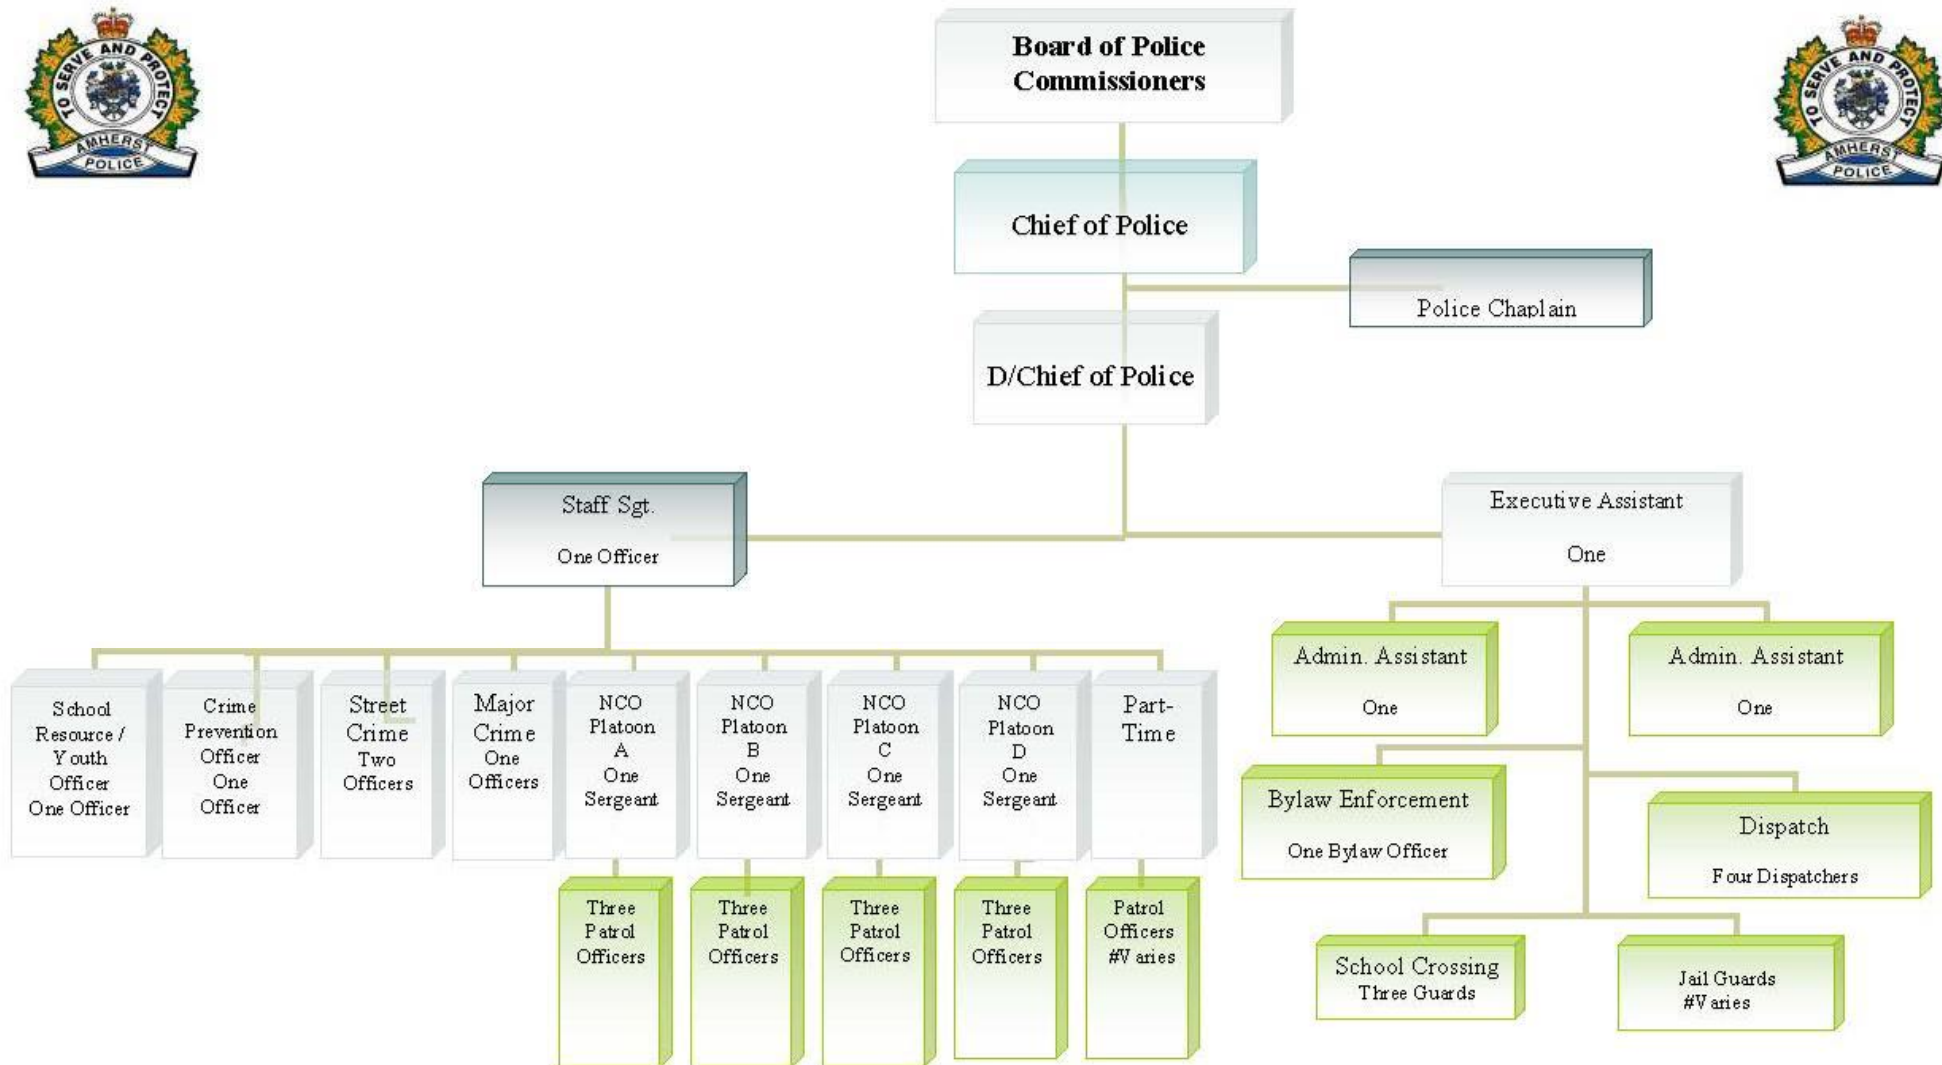 TO SERVE AND PROTECT
AMHERST
POLICE
TO SERVE AND PROTECT
AMHERST
POLICE
Board of Police
Commissioners
Chief of Police
Police Chaplain
D/Chief of Police
Staff Sgt.
One Officer
Executive Assistant
One
School
Resource /
Youth
Officer
One Officer
Crime
Prevention
Officer
One
Officer
Street
Crime
Two
Officers
Major
Crime
One
Officers
NCO
Platoon
A
One
Sergeant
NCO
Platoon
B
One
Sergeant
NCO
Platoon
C
One
Sergeant
NCO
Platoon
D
One
Sergeant
Part-
Time
Three
Patrol
Officers
Three
Patrol
Officers
Three
Patrol
Officers
Three
Patrol
Officers
Patrol
Officers
#Varies
Admin. Assistant
One
Admin. Assistant
One
Bylaw Enforcement
One Bylaw Officer
Dispatch
Four Dispatchers
School Crossing
Three Guards
Jail Guards
#Varies